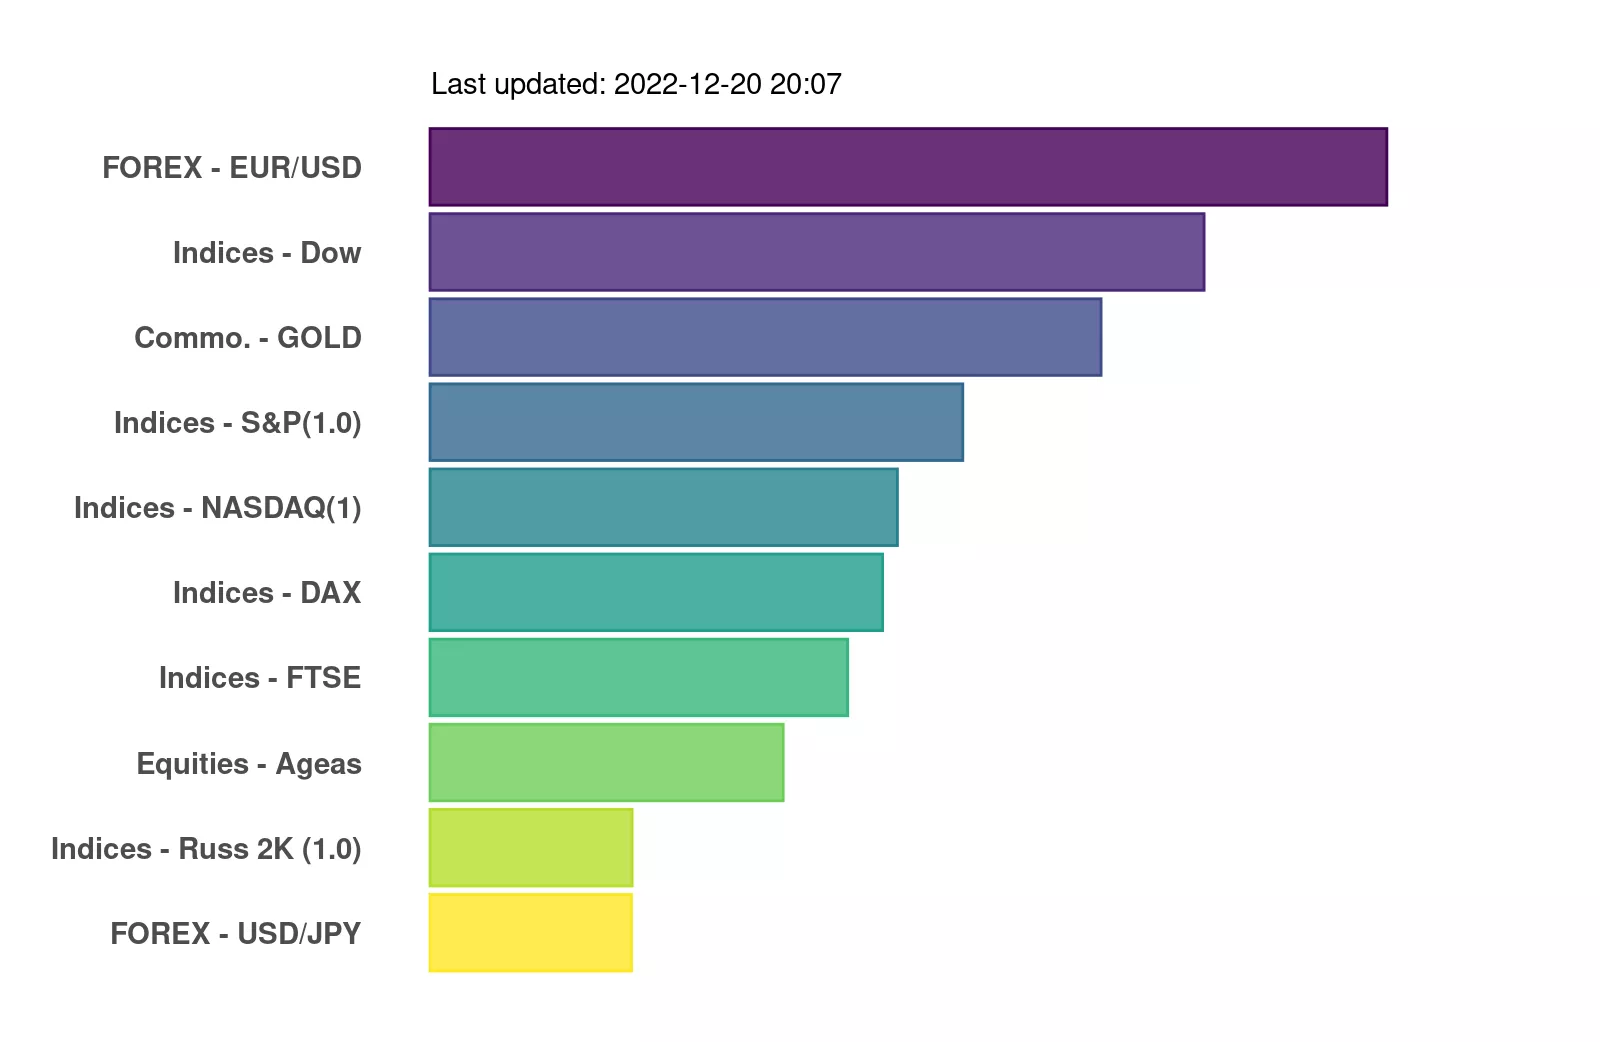 Last updated: 2022-12-20 20:07
FOREX - EUR/USD
Indices - Dow
Commo. - GOLD
Indices - S&P(1.0)
Indices - NASDAQ(1)
Indices - DAX
Indices - FTSE
Equities - Ageas
Indices - Russ 2K (1.0)
FOREX - USD/JPY